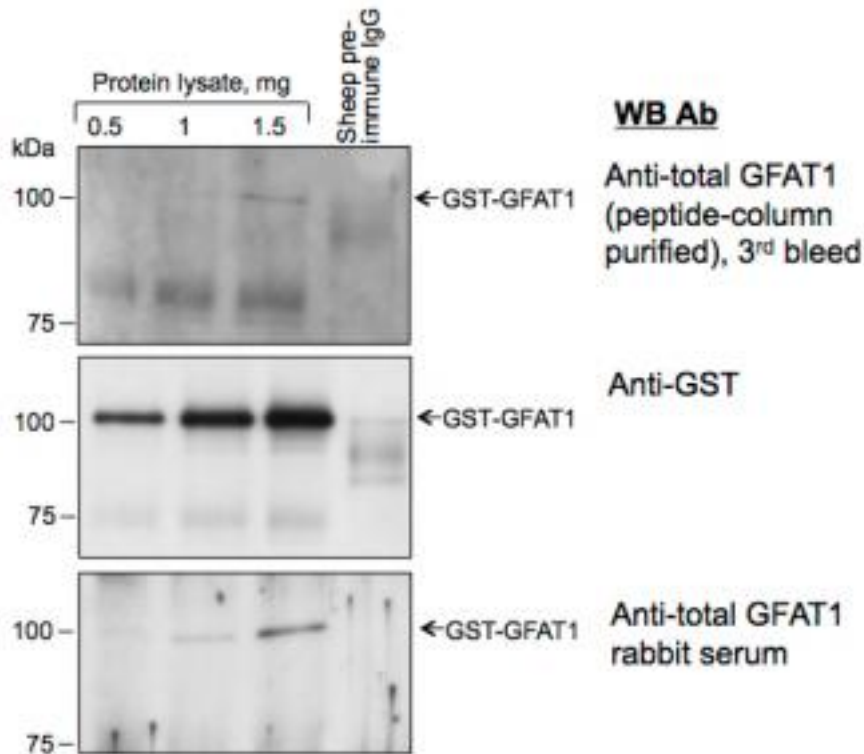 Protein lysate, mg
0.5 1 1.5
Sheep pre-
immune IgG
kDa
WB Ab
100
GST-GFAT1
75
Anti-total GFAT1
(peptide-column
purified), 3rd bleed
100
GST-GFAT1
75
Anti-GST
100
GST-GFAT1
75
Anti-total GFAT1
rabbit serum